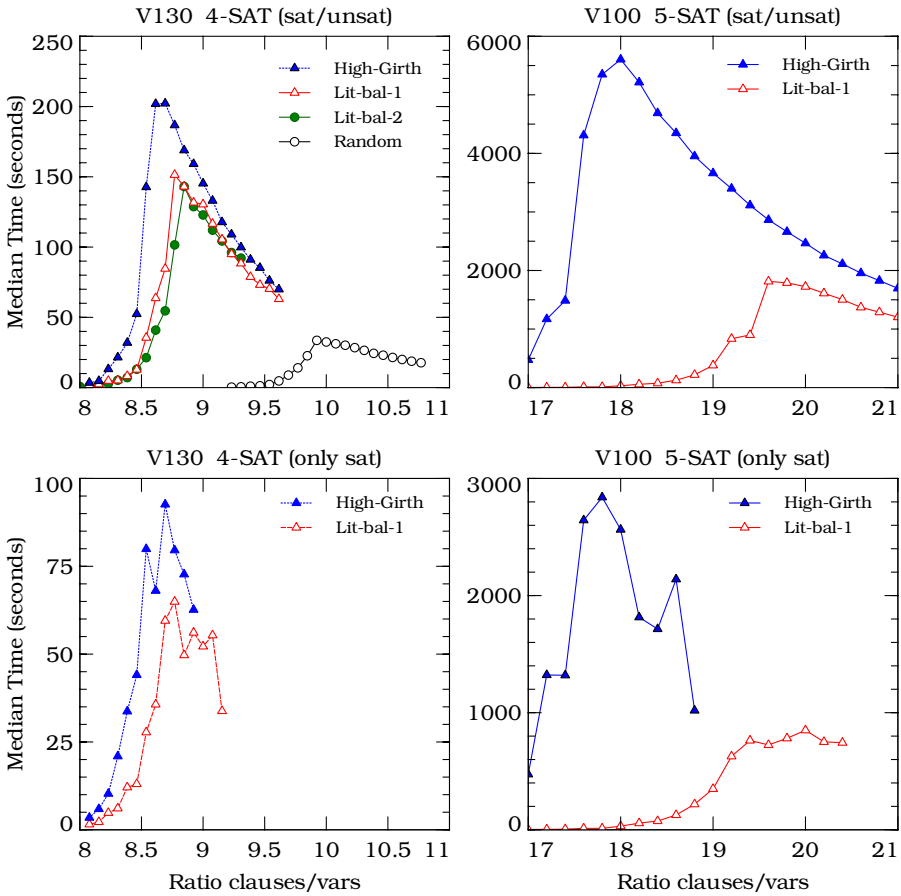 V130 4-SAT (sat/unsat)
V100 5-SAT (sat/unsat)
Median Time (seconds)
250
200
150
100
50
0
High-Girth
Lit-bal-1
Lit-bal-2
Random
8 8.5 9 9.5 10 10.5 11
6000
4000
2000
0
High-Girth
Lit-bal-1
17 18 19 20 21
V130 4-SAT (only sat)
V100 5-SAT (only sat)
Median Time (seconds)
100
75
50
25
0
High-Girth
Lit-bal-1
8 8.5 9 9.5 10 10.5 11
Ratio clauses/vars
3000
2000
1000
0
High-Girth
Lit-bal-1
17 18 19 20 21
Ratio clauses/vars